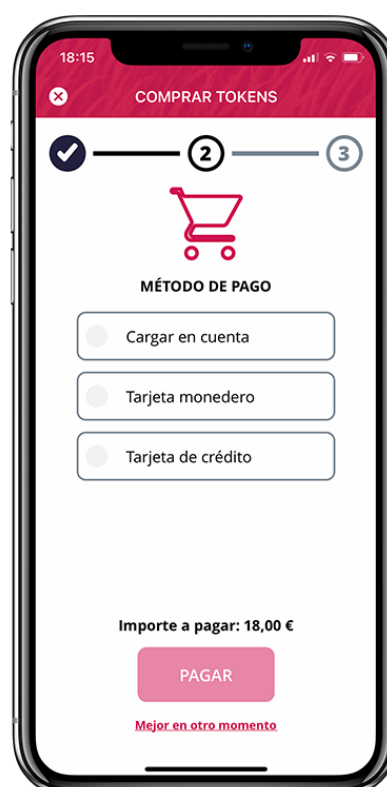 18:15
COMPRAR TOKENS
2
3
MÉTODO DE PAGO
Cargar en cuenta
Tarjeta monedero
Tarjeta de crédito
Importe a pagar: 18,00 €
PAGAR
Mejor en otro momento